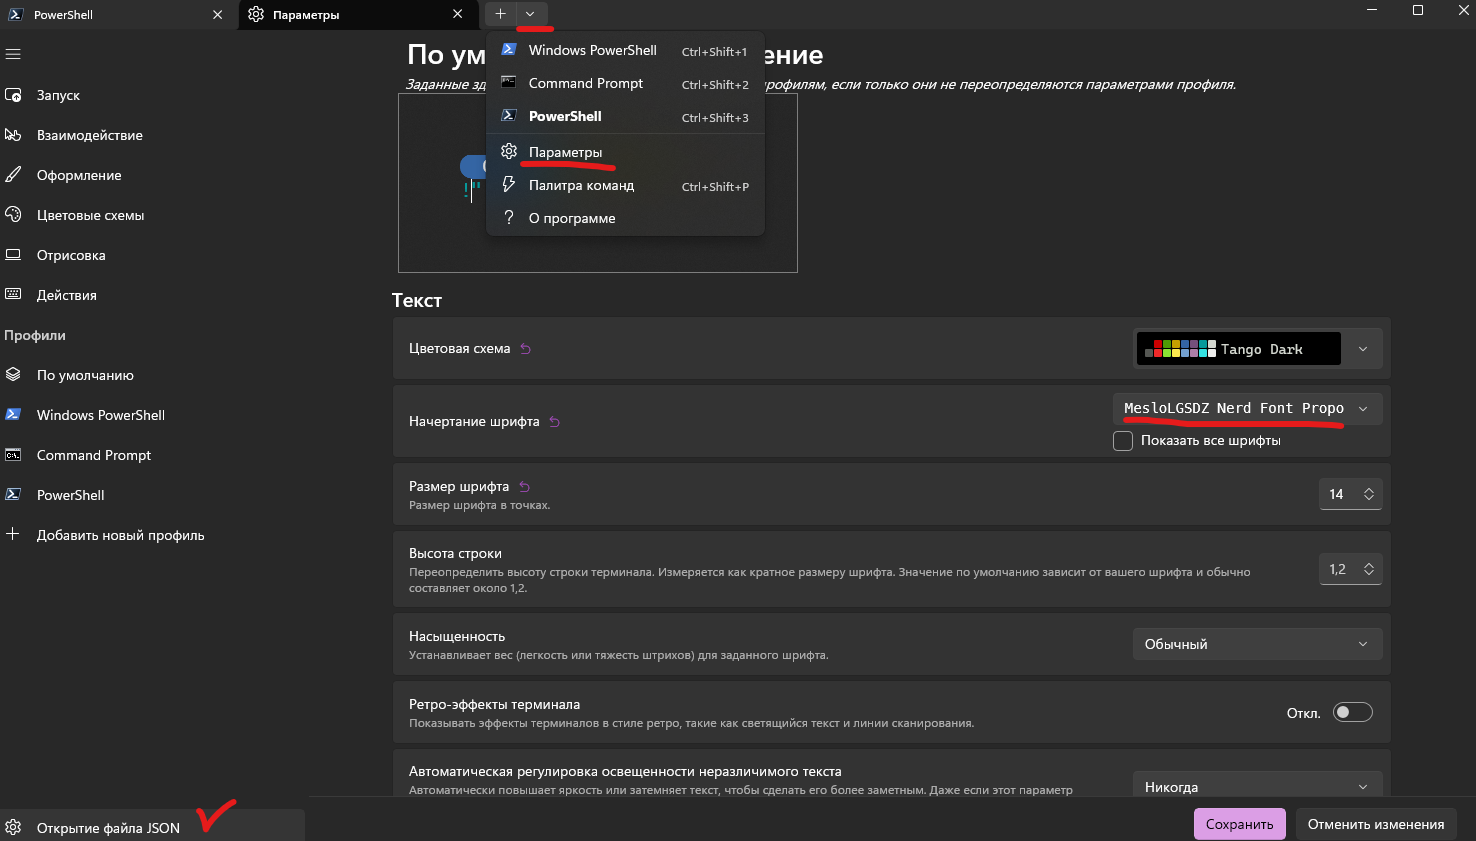 PowerShell
Параметры
Запуск
Взаимодействие
Оформление
Цветовые схемы
Отрисовка
Действия
Профили
По умолчанию
Windows PowerShell
Command Prompt
PowerShell
Добавить новый профиль
Открытие файла JSON
Windows PowerShell Ctrl+Shift+1
Command Prompt Ctrl+Shift+2
PowerShell Ctrl+Shift+3
Параметры
Палитра команд Ctrl+Shift+P
О программе
По ум
ение
Заданные зд
рофилям, если только они не переопределяются параметрами профиля.
Текст
Цветовая схема
Tango Dark
Начертание шрифта
MesloLGSDZ Nerd Font Propo
Показать все шрифты
Размер шрифта
Размер шрифта в точках.
14
Высота строки
Переопределить высоту строки терминала. Измеряется как кратное размеру шрифта. Значение по умолчанию зависит от вашего шрифта и обычно
составляет около 1,2.
1,2
Насыщенность
Устанавливает вес (легкость или тяжесть штрихов) для заданного шрифта.
Обычный
Ретро-эффекты терминала
Показывать эффекты терминалов в стиле ретро, такие как светящийся текст и линии сканирования.
Откл.
Автоматическая регулировка освещенности неразличимого текста
Автоматически повышает яркость или затемняет текст, чтобы сделать его более заметным. Даже если этот параметр
Никогда
Сохранить
Отменить изменения